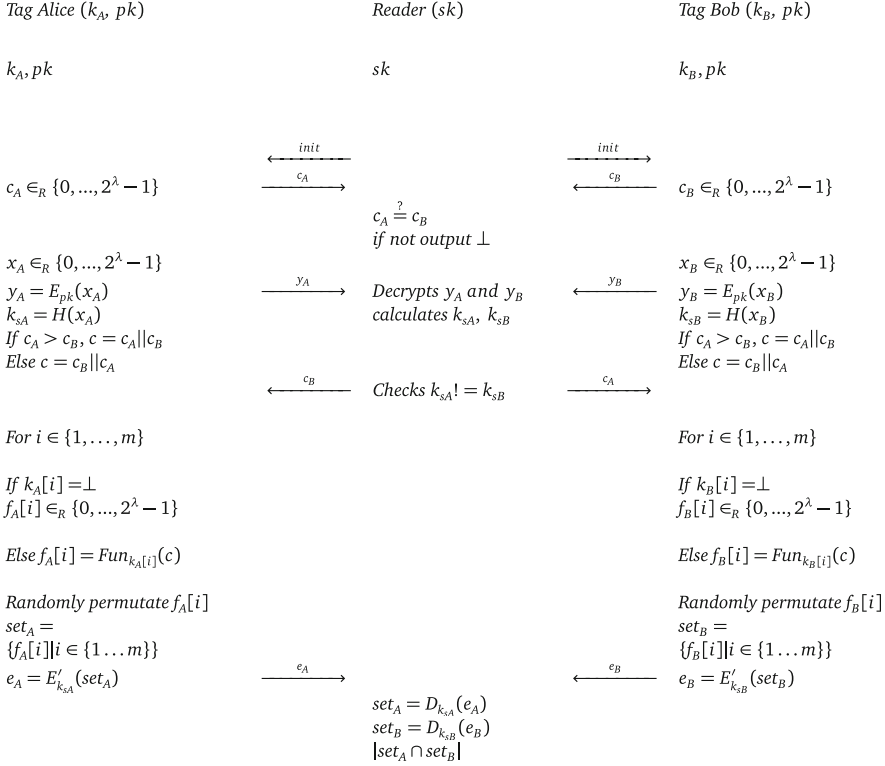 Tag Alice (k_A, pk) Reader (sk) Tag Bob (k_B, pk)
k_A, pk sk k_B, pk
init init
c_A ∈_R {0, ..., 2^λ − 1} c_A c_B c_B ∈_R {0, ..., 2^λ − 1}
c_A ≟ c_B
if not output ⊥
x_A ∈_R {0, ..., 2^λ − 1} x_B ∈_R {0, ..., 2^λ − 1}
y_A = E_pk(x_A) y_A Decrypts y_A and y_B y_B y_B = E_pk(x_B)
k_sA = H(x_A) calculates k_sA, k_sB k_sB = H(x_B)
If c_A > c_B, c = c_A||c_B If c_A > c_B, c = c_A||c_B
Else c = c_B||c_A Else c = c_B||c_A
c_B Checks k_sA! = k_sB c_A
For i ∈ {1, . . . , m} For i ∈ {1, . . . , m}
If k_A[i] =⊥ If k_B[i] =⊥
f_A[i] ∈_R {0, ..., 2^λ − 1} f_B[i] ∈_R {0, ..., 2^λ − 1}
Else f_A[i] = Fun_{k_A[i]}(c) Else f_B[i] = Fun_{k_B[i]}(c)
Randomly permutate f_A[i] Randomly permutate f_B[i]
set_A = set_B =
{f_A[i]|i ∈ {1 . . . m}} {f_B[i]|i ∈ {1 . . . m}}
e_A = E′_{k_sA}(set_A) e_A e_B e_B = E′_{k_sB}(set_B)
set_A = D_{k_sA}(e_A)
set_B = D_{k_sB}(e_B)
|set_A ∩ set_B|